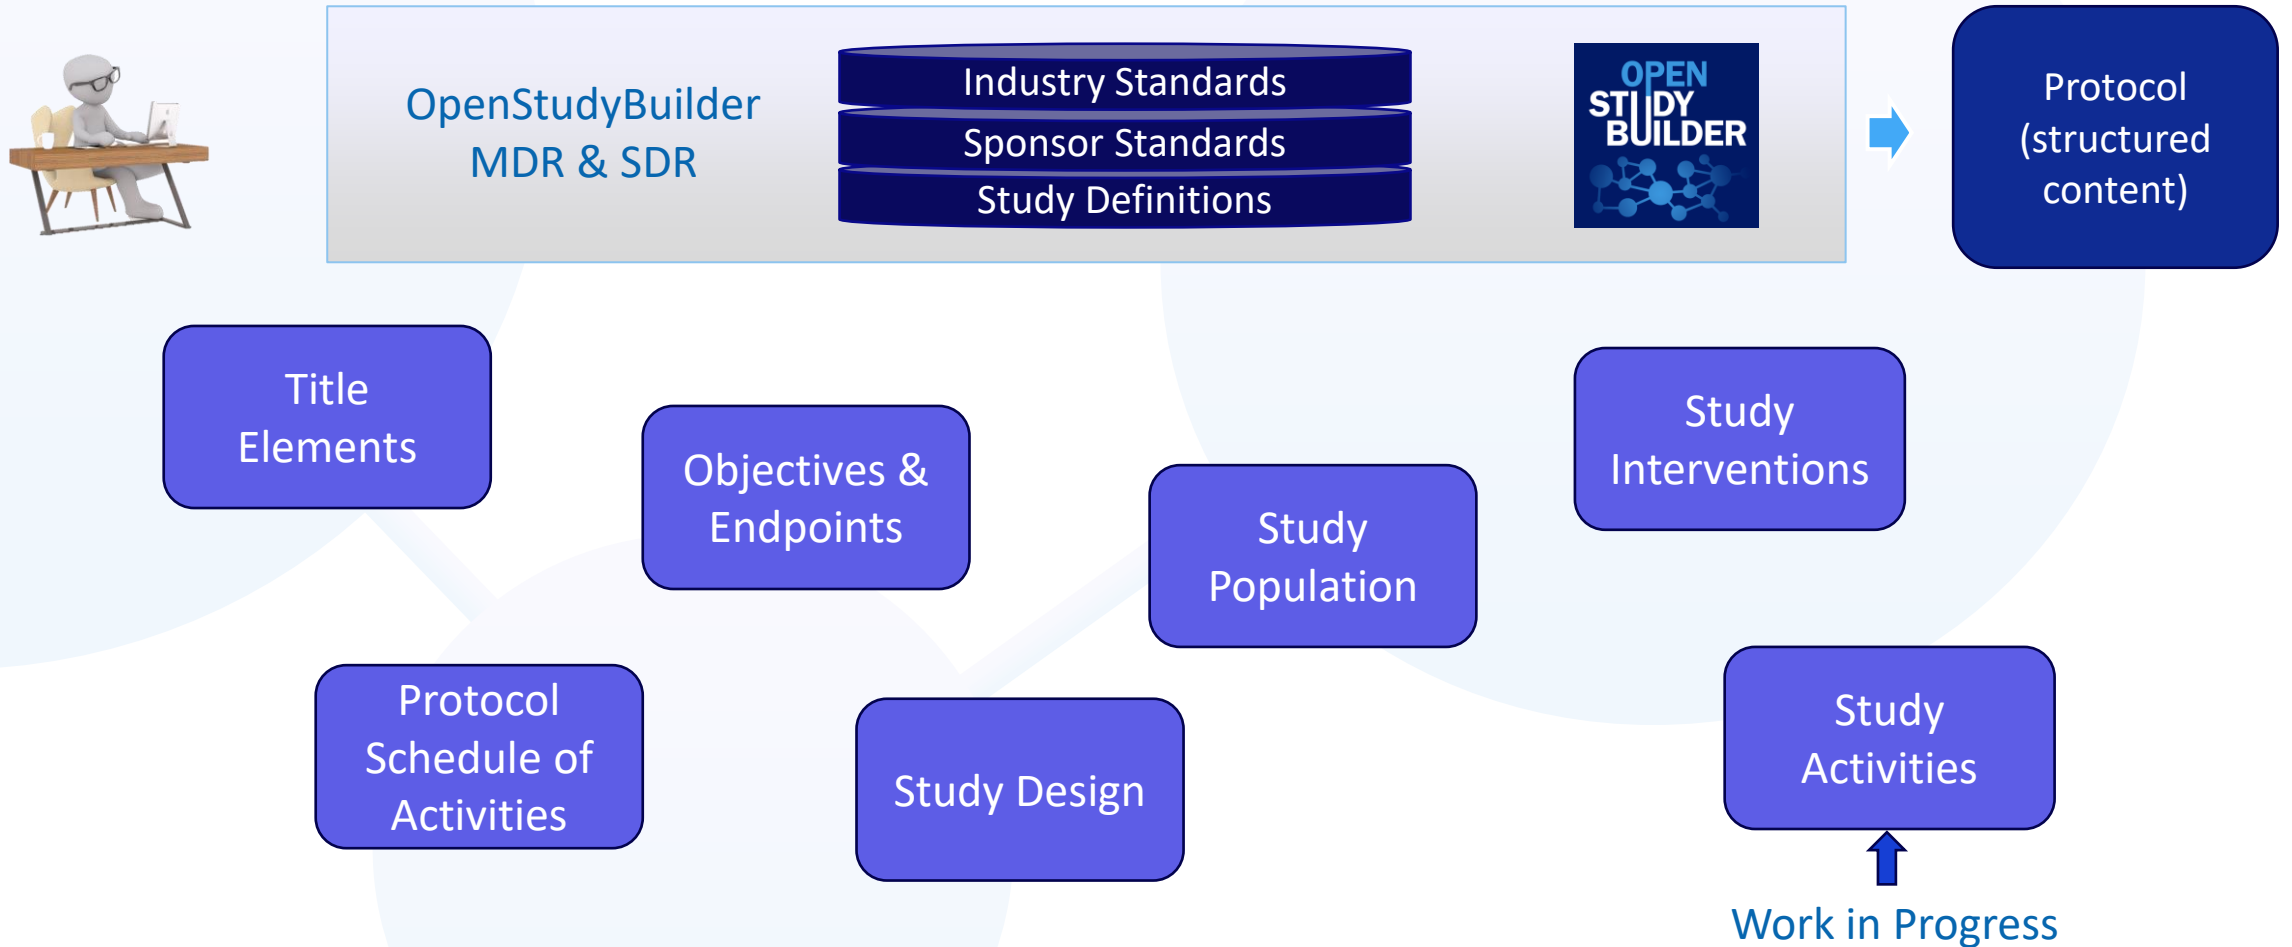 OpenStudyBuilder
MDR & SDR
Industry Standards
Sponsor Standards
Study Definitions
OPEN
STUDY
BUILDER
Protocol
(structured
content)
Title
Elements
Objectives &
Endpoints
Study
Population
Study
Interventions
Protocol
Schedule of
Activities
Study Design
Study
Activities
Work in Progress